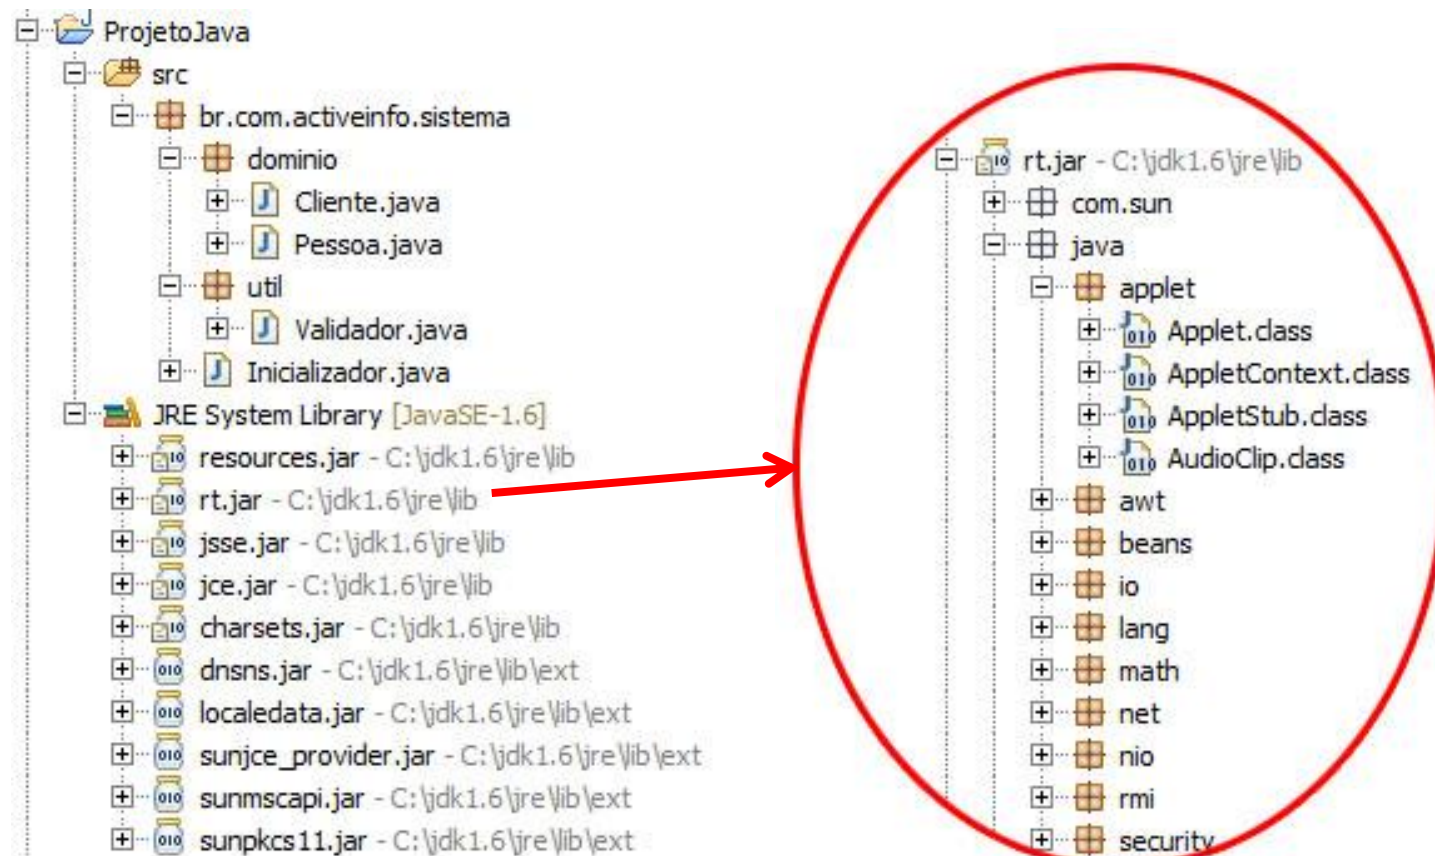 ProjetoJava
src
br.com.activeinfo.sistema
dominio
Cliente.java
Pessoa.java
util
Validador.java
Inicializador.java
JRE System Library [JavaSE-1.6]
resources.jar - C:\jdk1.6\jre\lib
rt.jar - C:\jdk1.6\jre\lib
jsse.jar - C:\jdk1.6\jre\lib
jce.jar - C:\jdk1.6\jre\lib
charsets.jar - C:\jdk1.6\jre\lib
dnsns.jar - C:\jdk1.6\jre\lib\ext
localedata.jar - C:\jdk1.6\jre\lib\ext
sunjce_provider.jar - C:\jdk1.6\jre\lib\ext
sunmscapi.jar - C:\jdk1.6\jre\lib\ext
sunpkcs11.jar - C:\jdk1.6\jre\lib\ext
rt.jar - C:\jdk1.6\jre\lib
com.sun
java
applet
Applet.class
AppletContext.class
AppletStub.class
AudioClip.class
awt
beans
io
lang
math
net
nio
rmi
security